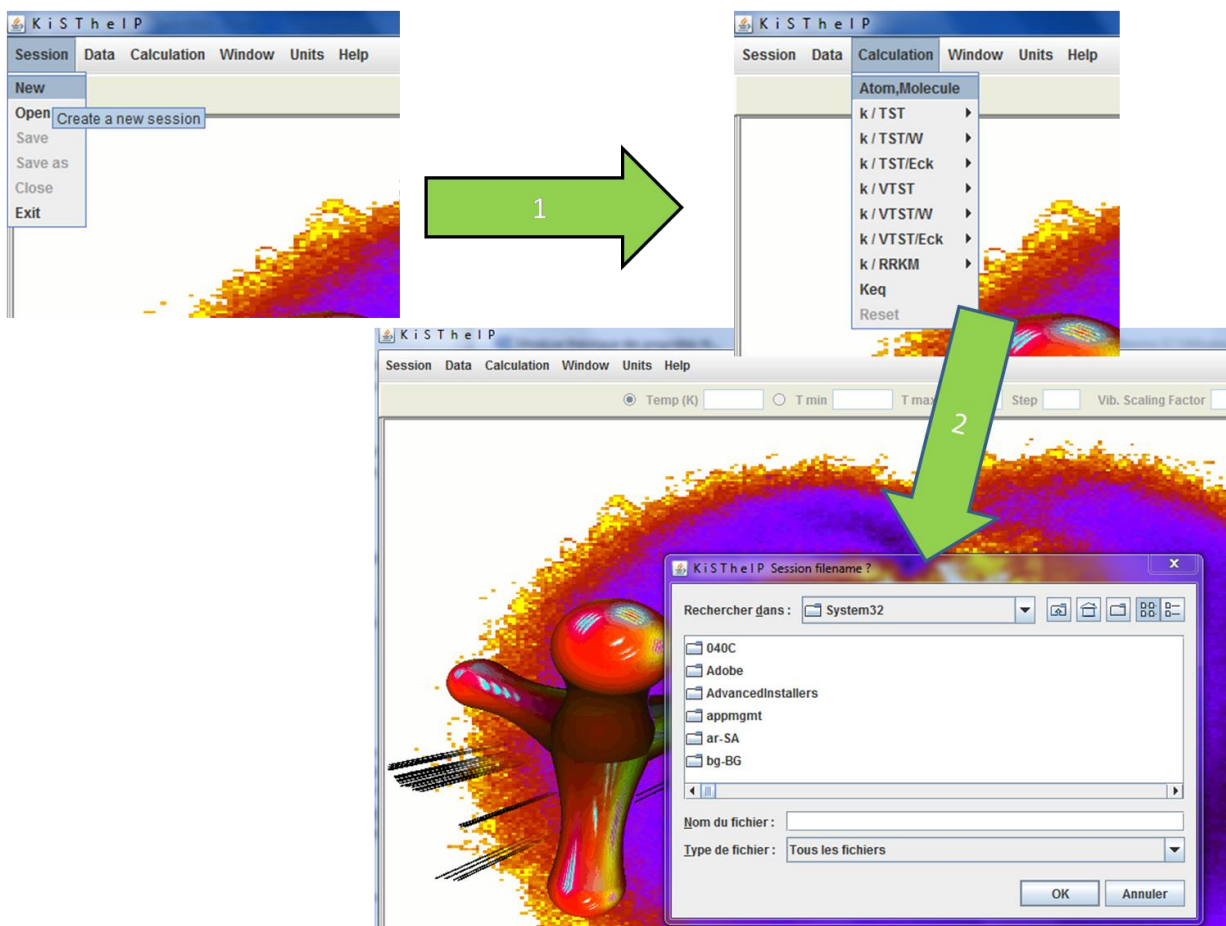 KiSThelP
Session Data Calculation Window Units Help
New
Open
Create a new session
Save
Save as
Close
Exit
1
KiSThelP
Session Data Calculation Window Units Help
Atom,Molecule
k / TST
k / TST/W
k / TST/Eck
k / VTST
k / VTST/W
k / VTST/Eck
k / RRKM
Keq
Reset
2
KiSThelP
Session Data Calculation Window Units Help
Temp (K) T min T max Step Vib. Scaling Factor
KiSThelP Session filename ?
Rechercher dans : System32
040C
Adobe
AdvancedInstallers
appmgmt
ar-SA
bg-BG
Nom du fichier :
Type de fichier : Tous les fichiers
OK Annuler